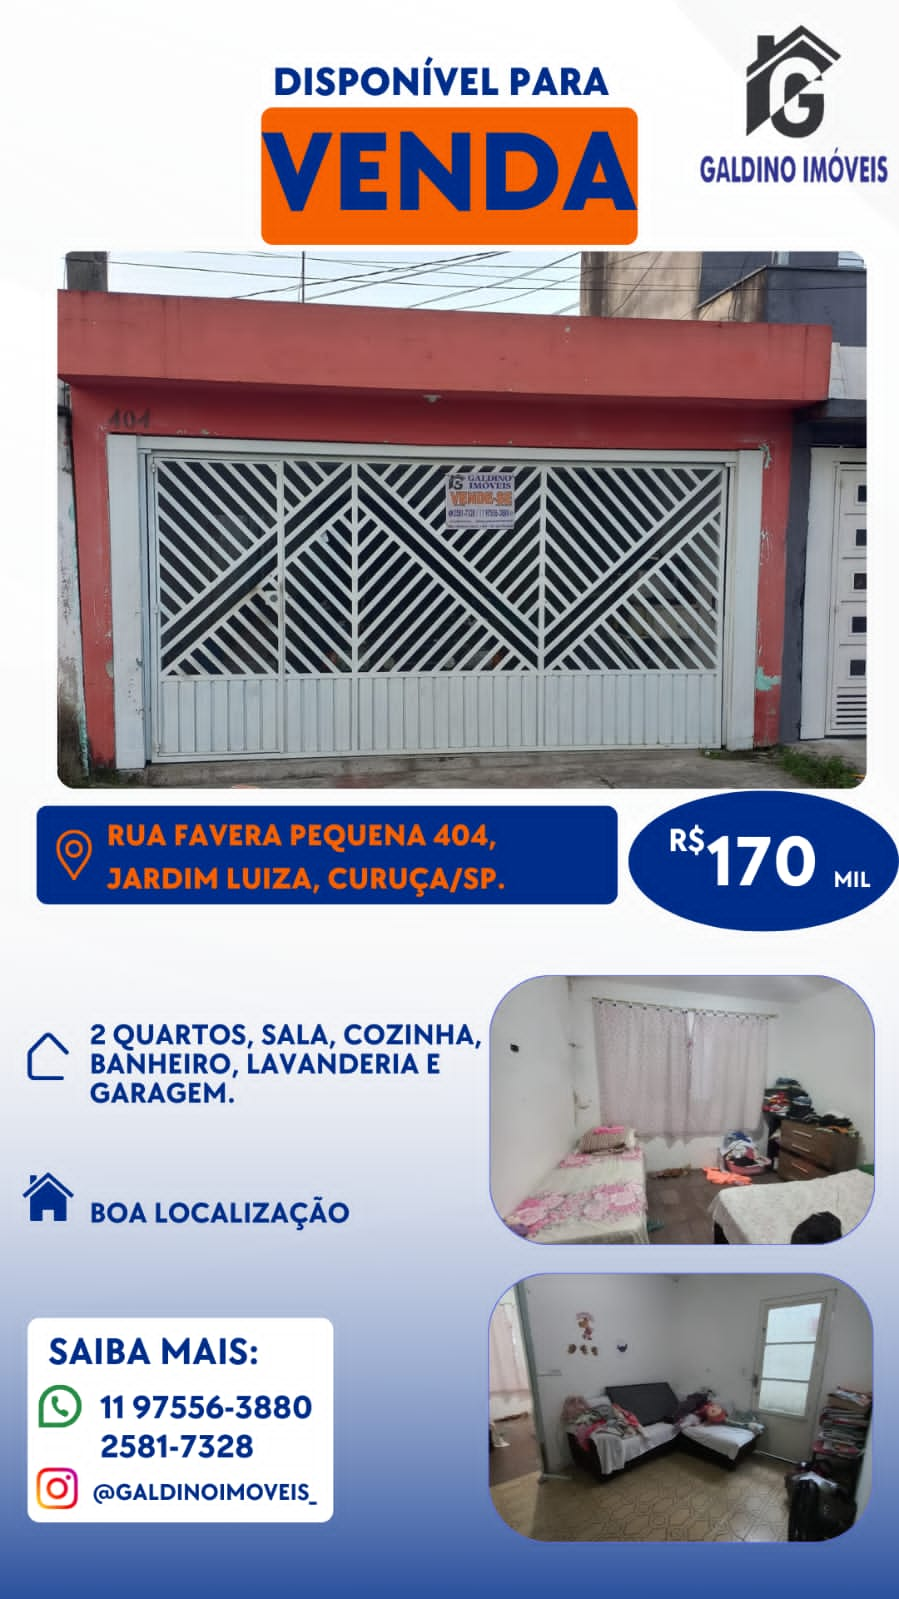 DISPONÍVEL PARA
VENDA
GALDINO IMÓVEIS
404
GALDINO
IMÓVEIS
VENDE-SE
RUA FAVERA PEQUENA 404,
JARDIM LUIZA, CURUÇA/SP.
R$170 MIL
2 QUARTOS, SALA, COZINHA,
BANHEIRO, LAVANDERIA E
GARAGEM.
BOA LOCALIZAÇÃO
SAIBA MAIS:
11 97556-3880
2581-7328
@GALDINOIMOVEIS_